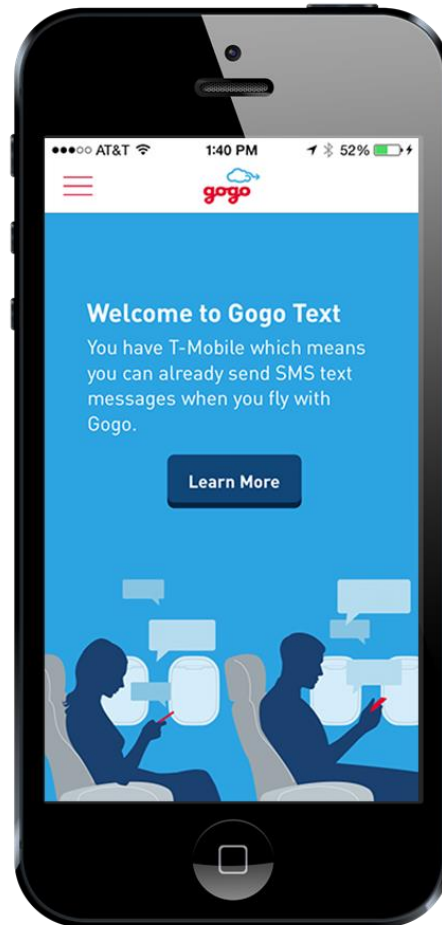 AT&T 1:40 PM 52%
gogo
Welcome to Gogo Text
You have T-Mobile which means
you can already send SMS text
messages when you fly with
Gogo.
Learn More